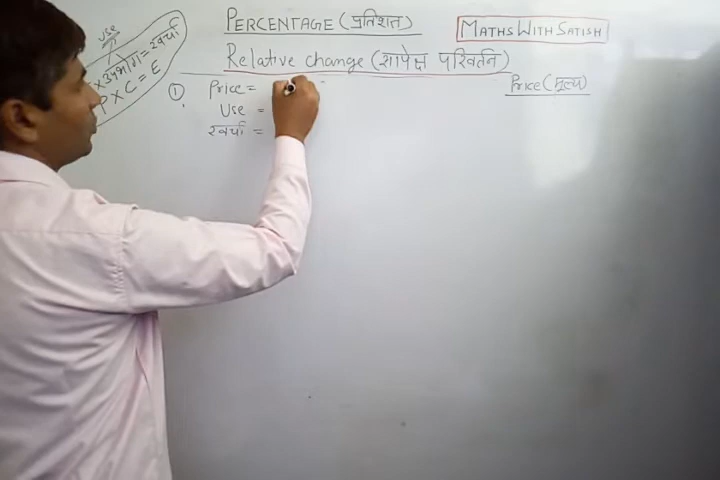 PERCENTAGE (प्रतिशत)
MATHS WITH SATISH
Relative change (सापेक्ष परिवर्तन)
Price (मूल्य)
use
× उपभोग = खर्चा
P × C = E
① Price =
Use =
खर्चा =